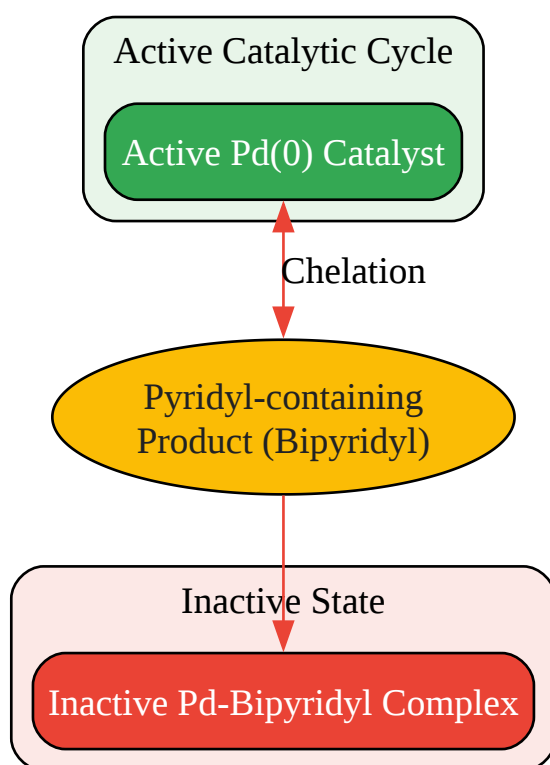 Active Catalytic Cycle
Active Pd(0) Catalyst
Chelation
Pyridyl-containing
Product (Bipyridyl)
Inactive State
Inactive Pd-Bipyridyl Complex